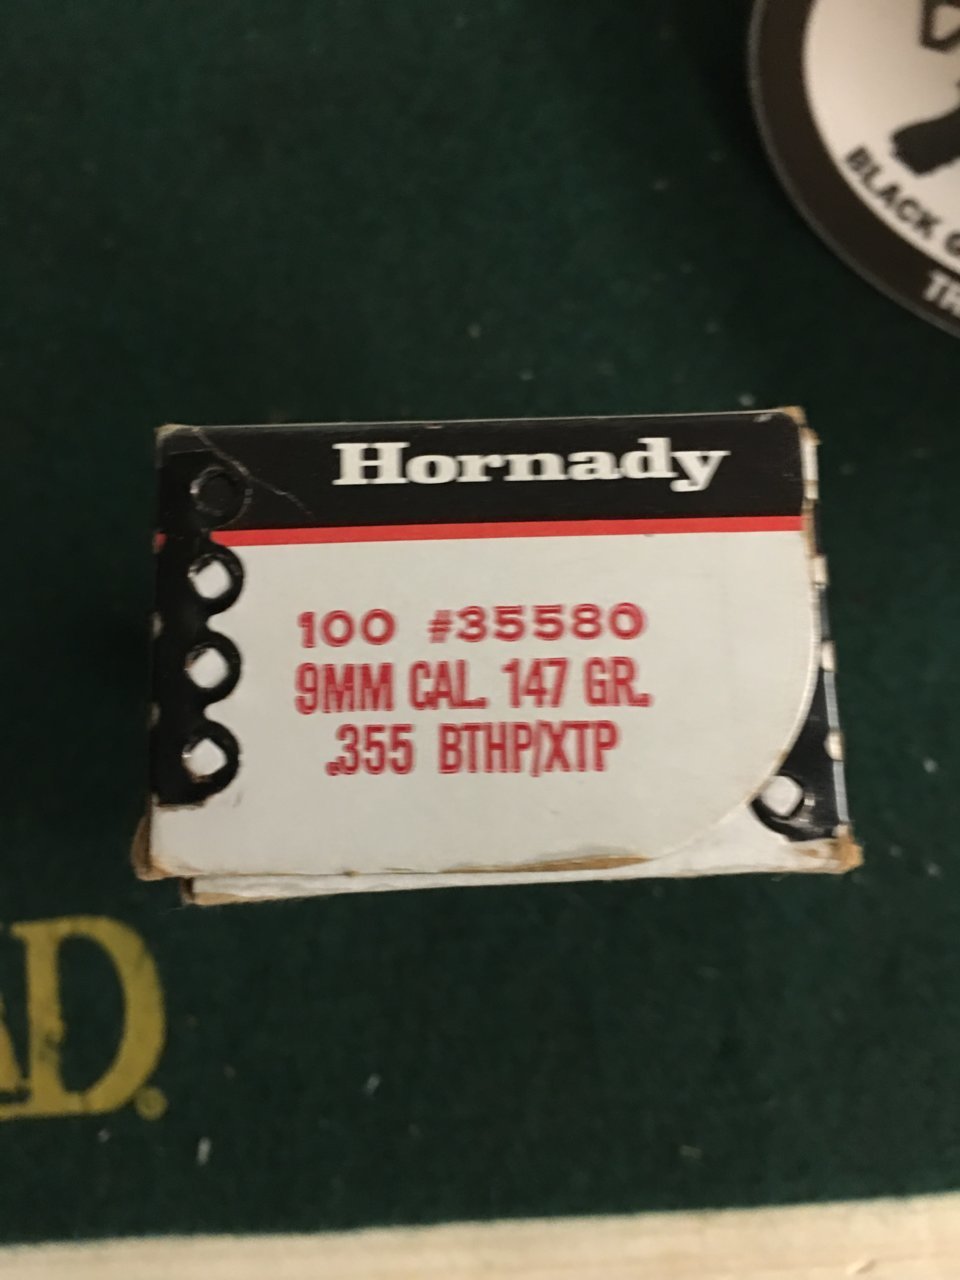 BLACK
Hornady
100 #35580
9MM CAL. 147 GR.
.355 BTHP/XTP